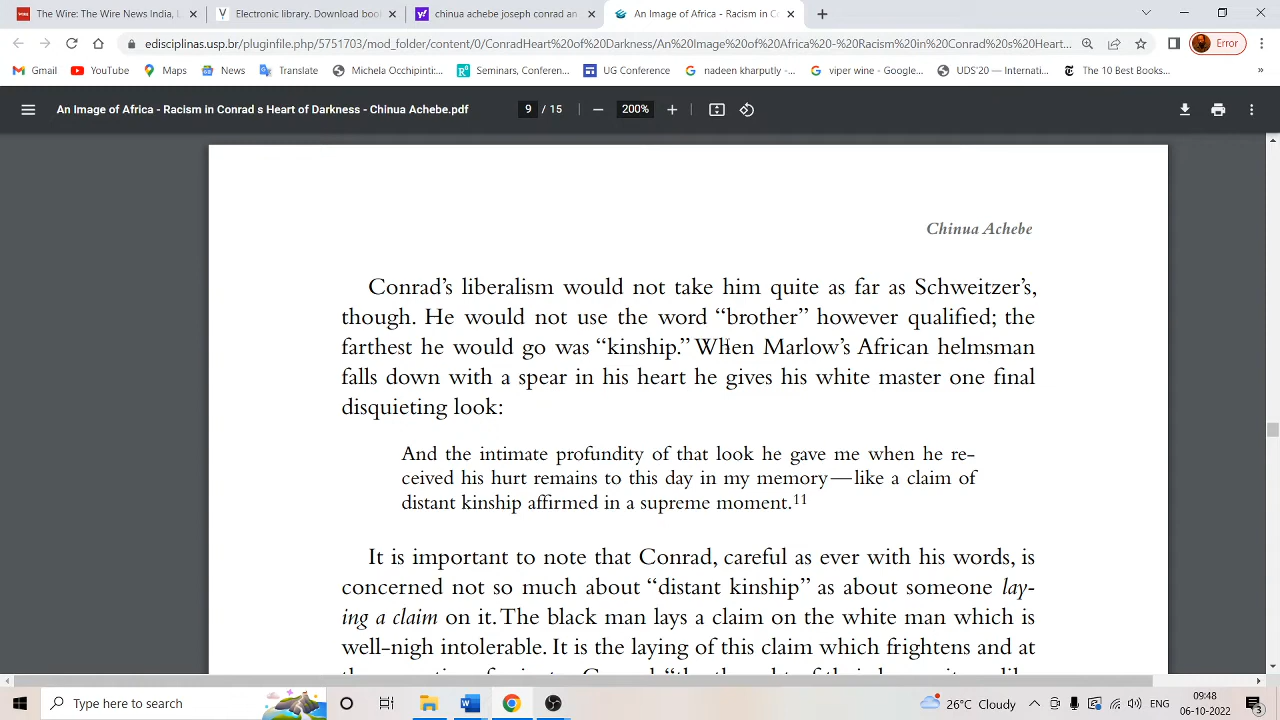 The Wire: The Wire News India, L
Electronic library. Download book
chinua achebe joseph conrad an
An Image of Africa - Racism in Co
edisciplinas.usp.br/pluginfile.php/5751703/mod_folder/content/0/Conrad
Heart%20of%20Darkness/An%20Image%20of%20Africa%20-%20Racism%20in%20Conrad%20s%20Heart...
Error
Gmail
YouTube
Maps
News
Translate
Michela Occhipinti:...
Seminars, Conferen...
UG Conference
nadeen kharputly -...
viper wine - Google...
UDS'20 — Internati...
The 10 Best Books...
»
An Image of Africa - Racism in Conrad s Heart of Darkness - Chinua Achebe.pdf
9 / 15
200%
Chinua Achebe
Conrad's liberalism would not take him quite as far as Schweitzer's,
though. He would not use the word “brother” however qualified; the
farthest he would go was “kinship.” When Marlow's African helmsman
falls down with a spear in his heart he gives his white master one final
disquieting look:
And the intimate profundity of that look he gave me when he re-
ceived his hurt remains to this day in my memory—like a claim of
distant kinship affirmed in a supreme moment.11
It is important to note that Conrad, careful as ever with his words, is
concerned not so much about “distant kinship” as about someone lay-
ing a claim on it. The black man lays a claim on the white man which is
well-nigh intolerable. It is the laying of this claim which frightens and at
Type here to search
26°C Cloudy
ENG
09:48
06-10-2022
3